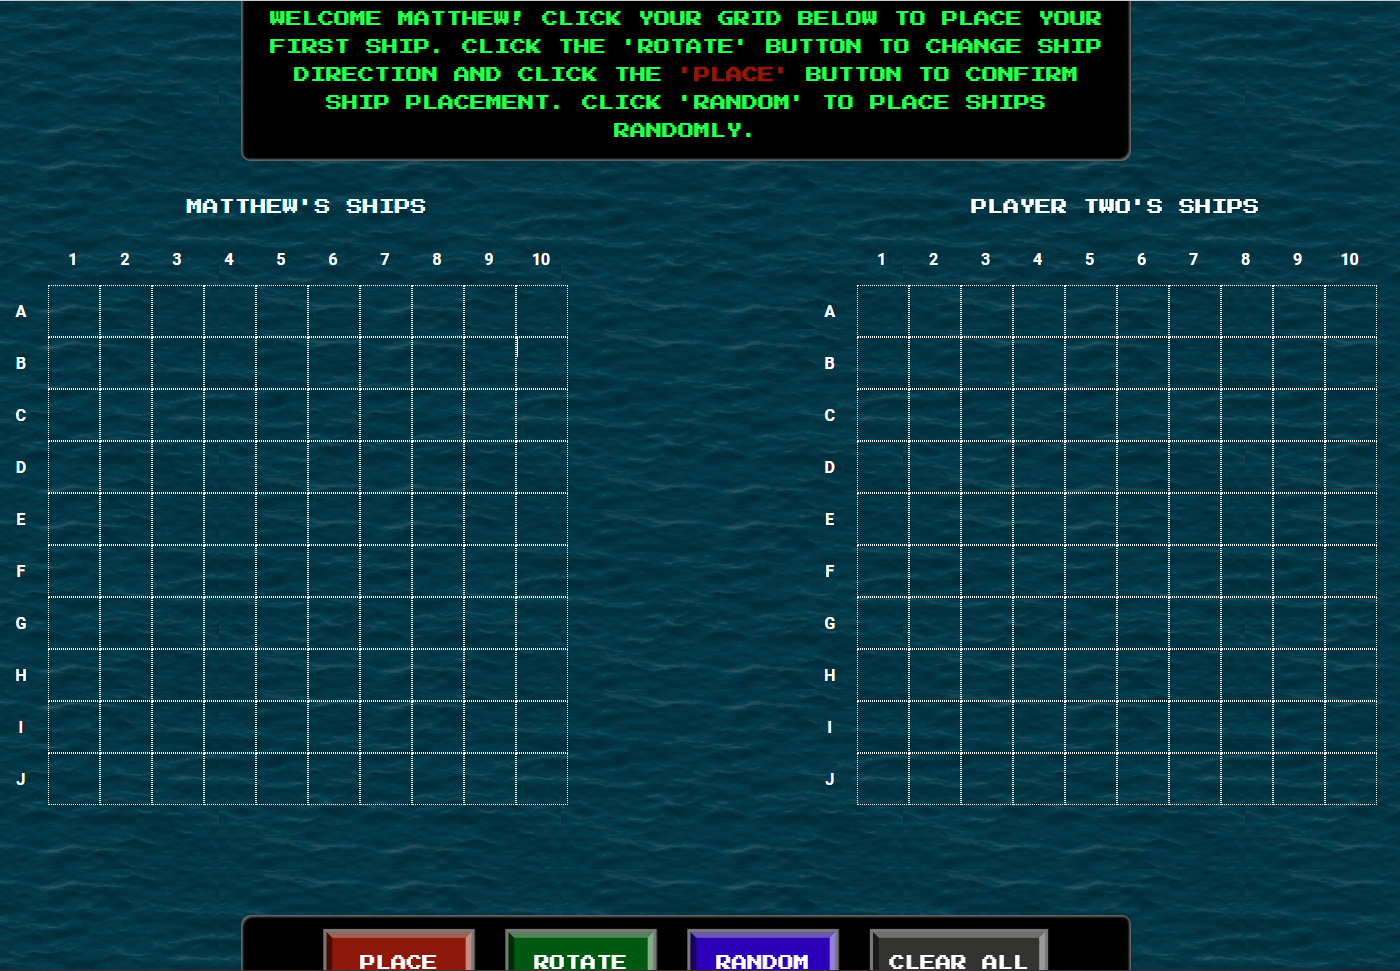 WELCOME MATTHEW! CLICK YOUR GRID BELOW TO PLACE YOUR
FIRST SHIP. CLICK THE 'ROTATE' BUTTON TO CHANGE SHIP
DIRECTION AND CLICK THE 'PLACE' BUTTON TO CONFIRM
SHIP PLACEMENT. CLICK 'RANDOM' TO PLACE SHIPS
RANDOMLY.
MATTHEW'S SHIPS
1 2 3 4 5 6 7 8 9 10
A
B
C
D
E
F
G
H
I
J
PLAYER TWO'S SHIPS
1 2 3 4 5 6 7 8 9 10
A
B
C
D
E
F
G
H
I
J
PLACE ROTATE RANDOM CLEAR ALL